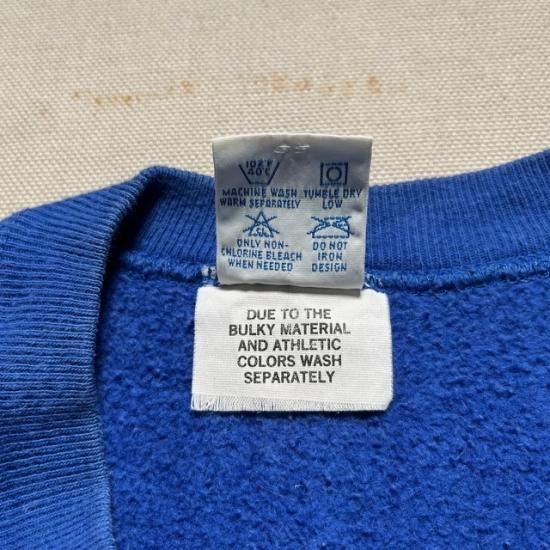 102°F
40°C
MACHINE WASH TUMBLE DRY
WARM SEPARATELY LOW
ONLY NON-
CHLORINE BLEACH
WHEN NEEDED
DO NOT
IRON
DESIGN
DUE TO THE
BULKY MATERIAL
AND ATHLETIC
COLORS WASH
SEPARATELY